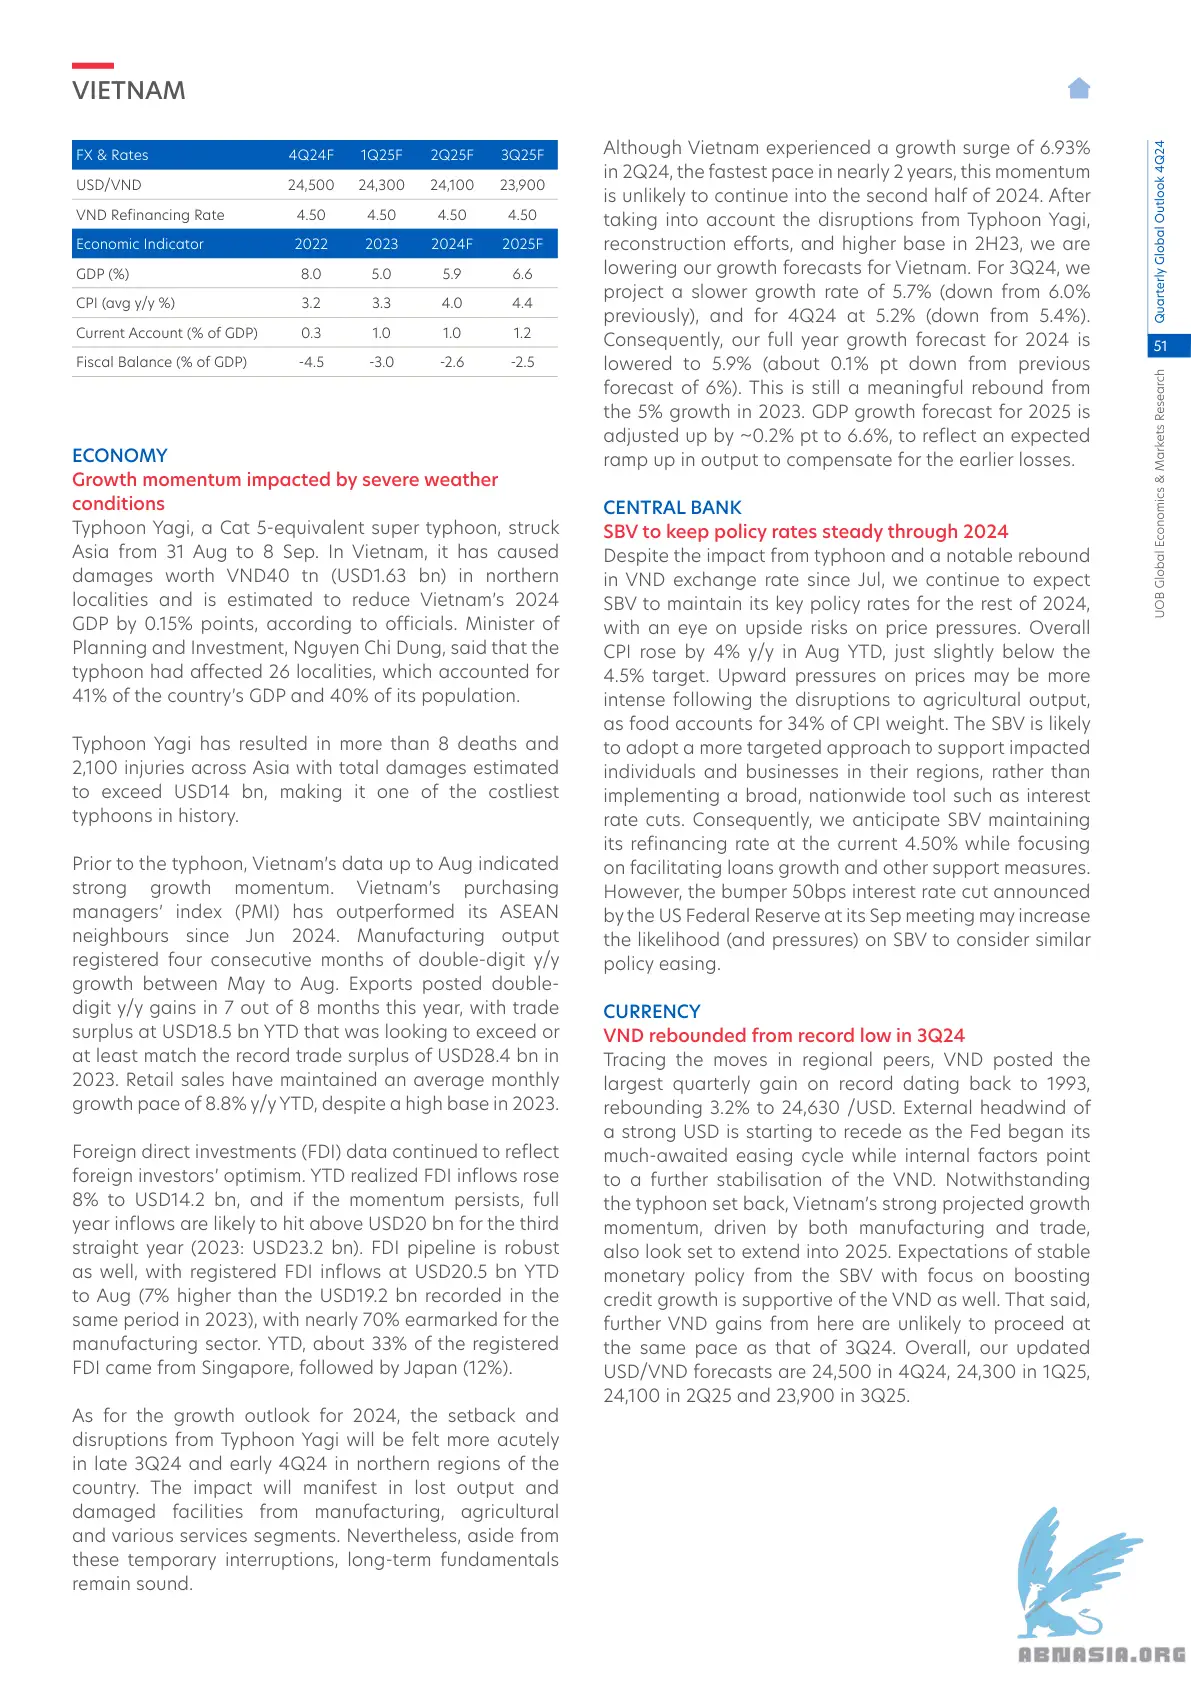 VIETNAM
FX & Rates 4Q24F 1Q25F 2Q25F 3Q25F
USD/VND 24,500 24,300 24,100 23,900
VND Refinancing Rate 4.50 4.50 4.50 4.50
Economic Indicator 2022 2023 2024F 2025F
GDP (%) 8.0 5.0 5.9 6.6
CPI (avg y/y %) 3.2 3.3 4.0 4.4
Current Account (% of GDP) 0.3 1.0 1.0 1.2
Fiscal Balance (% of GDP) -4.5 -3.0 -2.6 -2.5
ECONOMY
Growth momentum impacted by severe weather
conditions
Typhoon Yagi, a Cat 5-equivalent super typhoon, struck
Asia from 31 Aug to 8 Sep. In Vietnam, it has caused
damages worth VND40 tn (USD1.63 bn) in northern
localities and is estimated to reduce Vietnam's 2024
GDP by 0.15% points, according to officials. Minister of
Planning and Investment, Nguyen Chi Dung, said that the
typhoon had affected 26 localities, which accounted for
41% of the country's GDP and 40% of its population.
Typhoon Yagi has resulted in more than 8 deaths and
2,100 injuries across Asia with total damages estimated
to exceed USD14 bn, making it one of the costliest
typhoons in history.
Prior to the typhoon, Vietnam's data up to Aug indicated
strong growth momentum. Vietnam's purchasing
managers' index (PMI) has outperformed its ASEAN
neighbours since Jun 2024. Manufacturing output
registered four consecutive months of double-digit y/y
growth between May to Aug. Exports posted double-
digit y/y gains in 7 out of 8 months this year, with trade
surplus at USD18.5 bn YTD that was looking to exceed or
at least match the record trade surplus of USD28.4 bn in
2023. Retail sales have maintained an average monthly
growth pace of 8.8% y/y YTD, despite a high base in 2023.
Foreign direct investments (FDI) data continued to reflect
foreign investors' optimism. YTD realized FDI inflows rose
8% to USD14.2 bn, and if the momentum persists, full
year inflows are likely to hit above USD20 bn for the third
straight year (2023: USD23.2 bn). FDI pipeline is robust
as well, with registered FDI inflows at USD20.5 bn YTD
to Aug (7% higher than the USD19.2 bn recorded in the
same period in 2023), with nearly 70% earmarked for the
manufacturing sector. YTD, about 33% of the registered
FDI came from Singapore, followed by Japan (12%).
As for the growth outlook for 2024, the setback and
disruptions from Typhoon Yagi will be felt more acutely
in late 3Q24 and early 4Q24 in northern regions of the
country. The impact will manifest in lost output and
damaged facilities from manufacturing, agricultural
and various services segments. Nevertheless, aside from
these temporary interruptions, long-term fundamentals
remain sound.
Although Vietnam experienced a growth surge of 6.93%
in 2Q24, the fastest pace in nearly 2 years, this momentum
is unlikely to continue into the second half of 2024. After
taking into account the disruptions from Typhoon Yagi,
reconstruction efforts, and higher base in 2H23, we are
lowering our growth forecasts for Vietnam. For 3Q24, we
project a slower growth rate of 5.7% (down from 6.0%
previously), and for 4Q24 at 5.2% (down from 5.4%).
Consequently, our full year growth forecast for 2024 is
lowered to 5.9% (about 0.1% pt down from previous
forecast of 6%). This is still a meaningful rebound from
the 5% growth in 2023. GDP growth forecast for 2025 is
adjusted up by ~0.2% pt to 6.6%, to reflect an expected
ramp up in output to compensate for the earlier losses.
CENTRAL BANK
SBV to keep policy rates steady through 2024
Despite the impact from typhoon and a notable rebound
in VND exchange rate since Jul, we continue to expect
SBV to maintain its key policy rates for the rest of 2024,
with an eye on upside risks on price pressures. Overall
CPI rose by 4% y/y in Aug YTD, just slightly below the
4.5% target. Upward pressures on prices may be more
intense following the disruptions to agricultural output,
as food accounts for 34% of CPI weight. The SBV is likely
to adopt a more targeted approach to support impacted
individuals and businesses in their regions, rather than
implementing a broad, nationwide tool such as interest
rate cuts. Consequently, we anticipate SBV maintaining
its refinancing rate at the current 4.50% while focusing
on facilitating loans growth and other support measures.
However, the bumper 50bps interest rate cut announced
by the US Federal Reserve at its Sep meeting may increase
the likelihood (and pressures) on SBV to consider similar
policy easing.
CURRENCY
VND rebounded from record low in 3Q24
Tracing the moves in regional peers, VND posted the
largest quarterly gain on record dating back to 1993,
rebounding 3.2% to 24,630 /USD. External headwind of
a strong USD is starting to recede as the Fed began its
much-awaited easing cycle while internal factors point
to a further stabilisation of the VND. Notwithstanding
the typhoon set back, Vietnam's strong projected growth
momentum, driven by both manufacturing and trade,
also look set to extend into 2025. Expectations of stable
monetary policy from the SBV with focus on boosting
credit growth is supportive of the VND as well. That said,
further VND gains from here are unlikely to proceed at
the same pace as that of 3Q24. Overall, our updated
USD/VND forecasts are 24,500 in 4Q24, 24,300 in 1Q25,
24,100 in 2Q25 and 23,900 in 3Q25.
Quarterly Global Outlook 4Q24
51
UOB Global Economics & Markets Research
ABNASIA.ORG